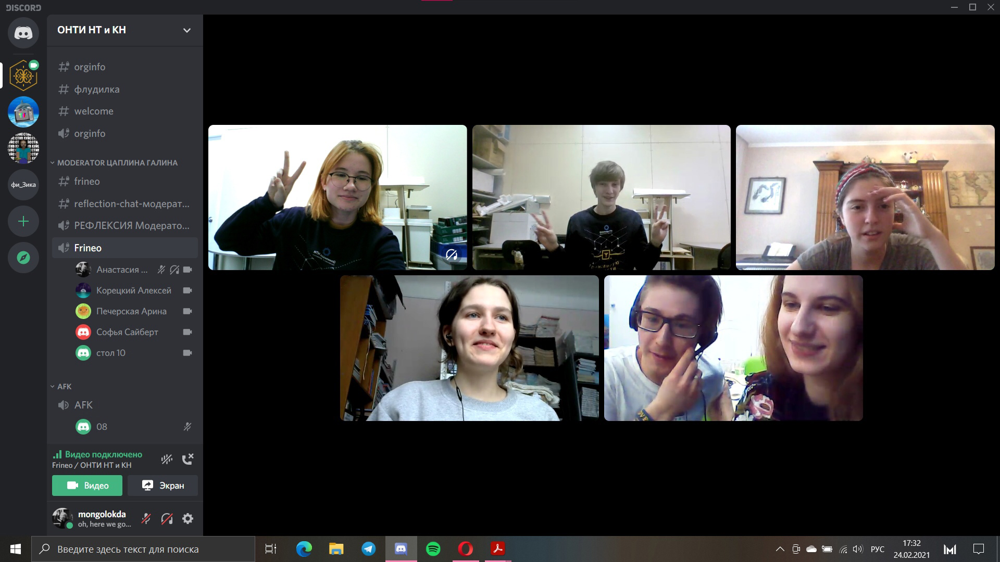 DISCORD
ОНТИ НТ и КН
orginfo
флудилка
welcome
orginfo
MODERATOR ЦАПЛИНА ГАЛИНА
frineo
reflection-chat-модерат...
РЕФЛЕКСИЯ Модерато...
Frineo
Анастасия ...
Корецкий Алексей
Печерская Арина
Софья Сайберт
стол 10
AFK
AFK
08
фи_Зика
Видео подключено
Frineo / ОНТИ НТ и КН
Видео
Экран
mongolokda
oh, here we go...
Введите здесь текст для поиска
РУС
17:32
24.02.2021